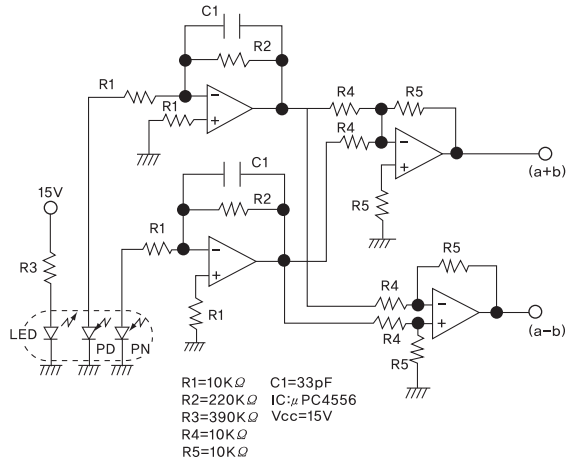 C1
R2
R1
R1
R4
R5
R4
(a+b)
R5
C1
R2
15V
R1
R3
R5
R4
R4
(a-b)
R1
R5
LED
PD
PN
R1=10KΩ C1=33pF
R2=220KΩ IC:μPC4556
R3=390KΩ Vcc=15V
R4=10KΩ
R5=10KΩ